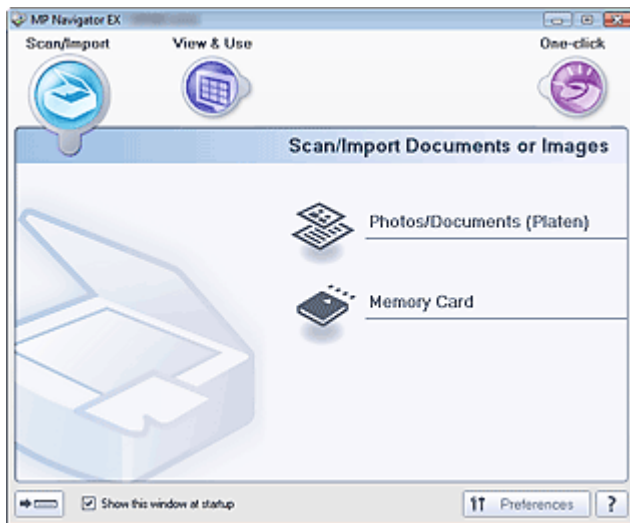 MP Navigator EX
Scan/Import
View & Use
One-click
Scan/Import Documents or Images
Photos/Documents (Platen)
Memory Card
Show this window at startup
Preferences
?